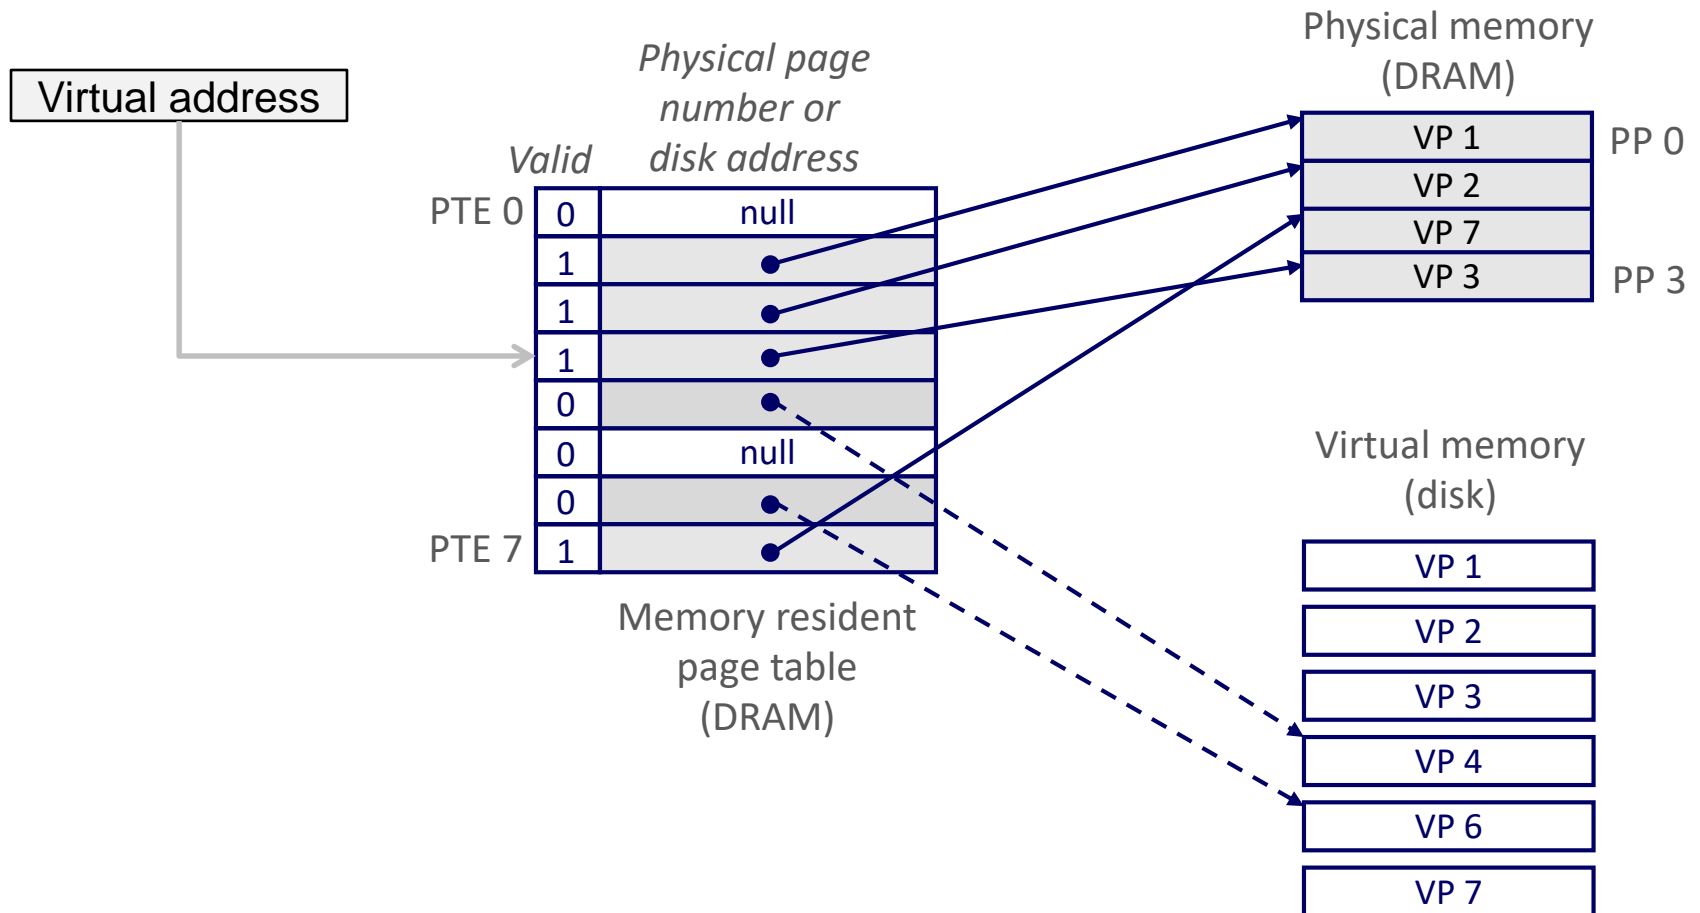 Virtual address
Physical page
number or
disk address
Valid
PTE 0
0
null
1
1
1
0
0
null
0
PTE 7
1
Memory resident
page table
(DRAM)
Physical memory
(DRAM)
VP 1
PP 0
VP 2
VP 7
VP 3
PP 3
Virtual memory
(disk)
VP 1
VP 2
VP 3
VP 4
VP 6
VP 7